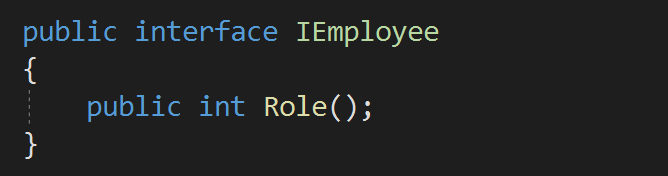 public interface IEmployee
{
public int Role();
}